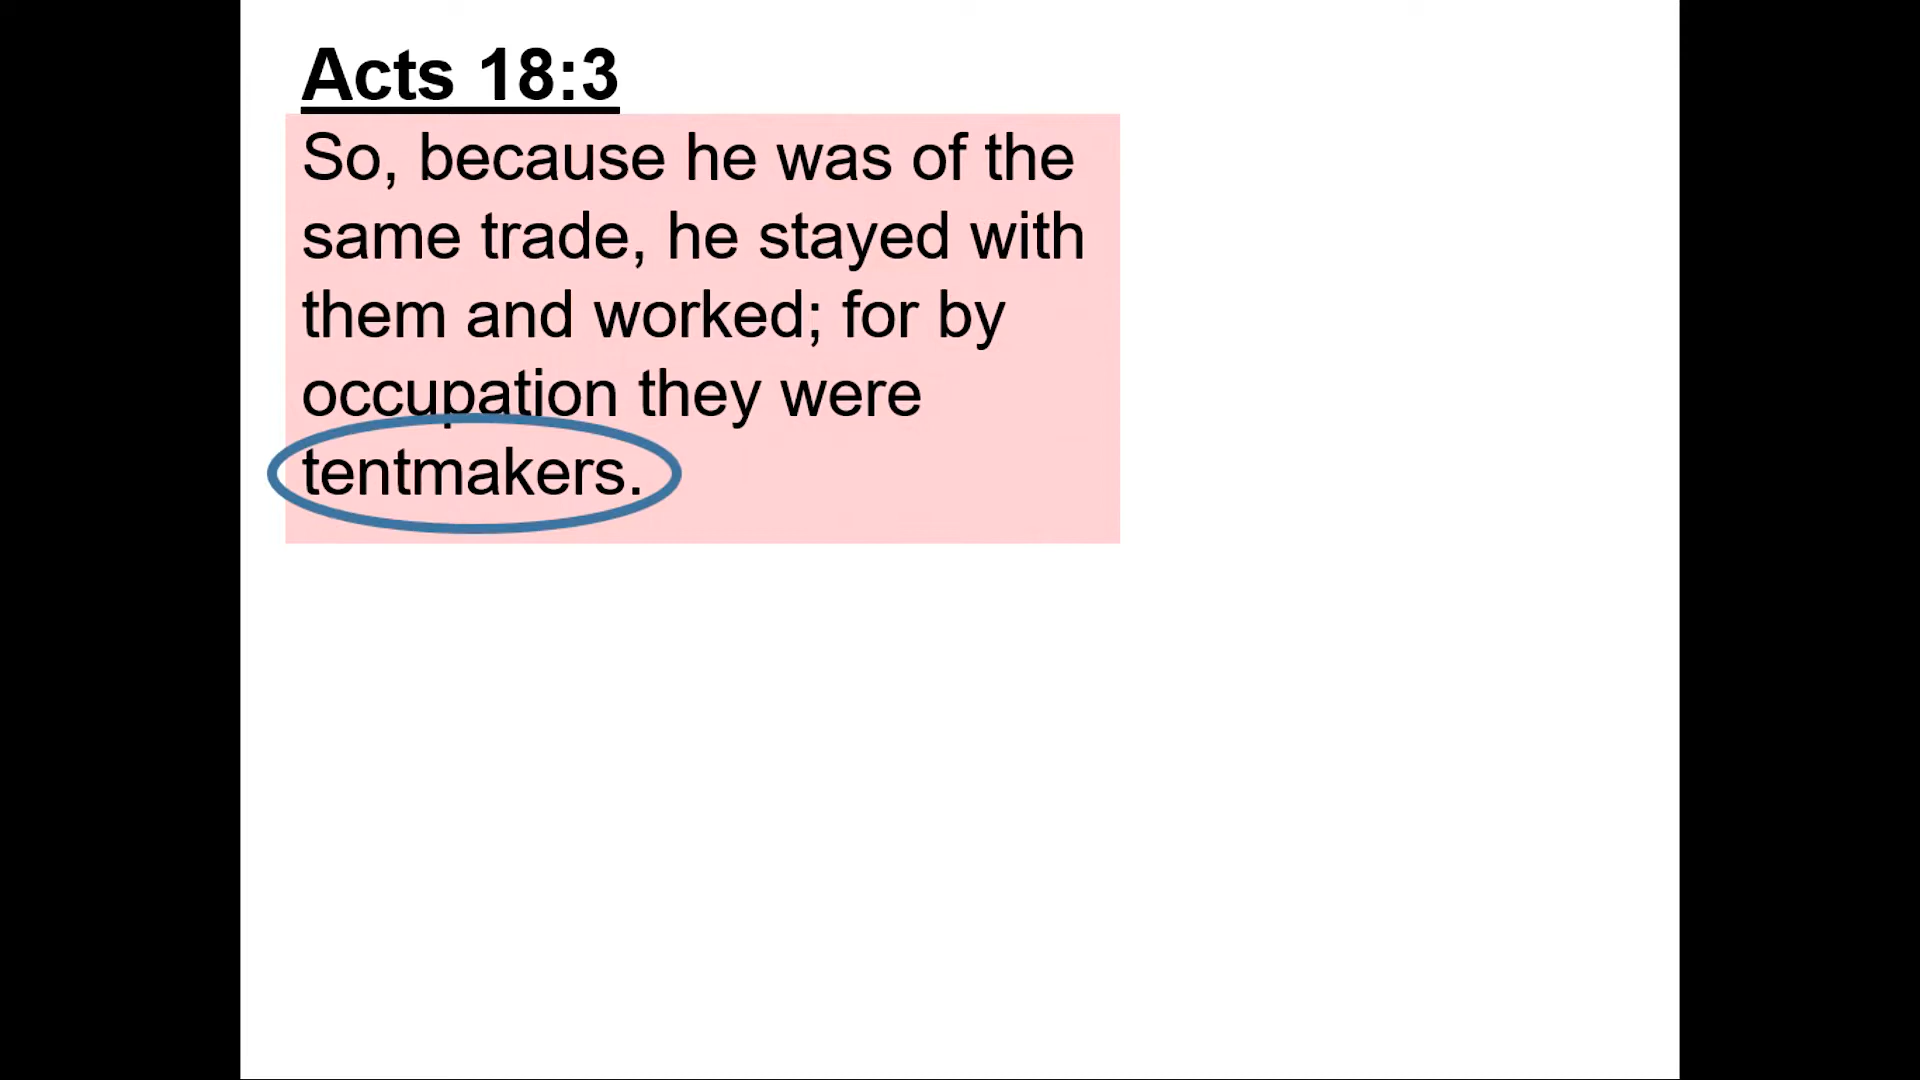 Acts 18:3
So, because he was of the
same trade, he stayed with
them and worked; for by
occupation they were
tentmakers.